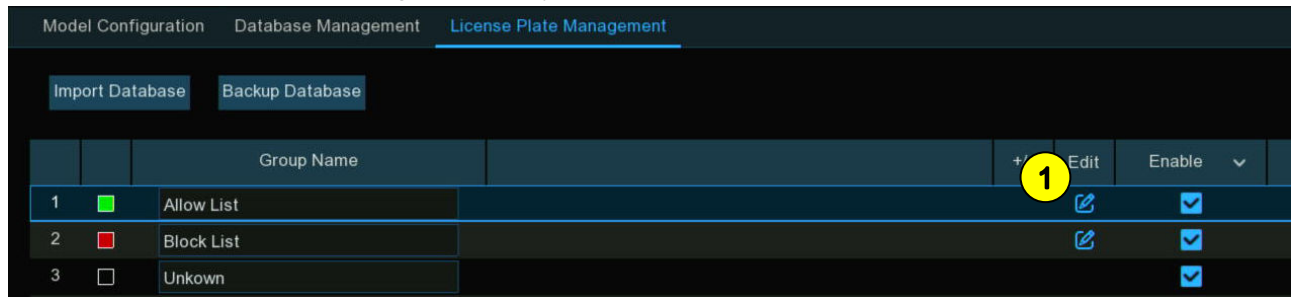 Model Configuration Database Management License Plate Management
Import Database Backup Database
Group Name +/ Edit Enable
1
1 Allow List
2 Block List
3 Unkown